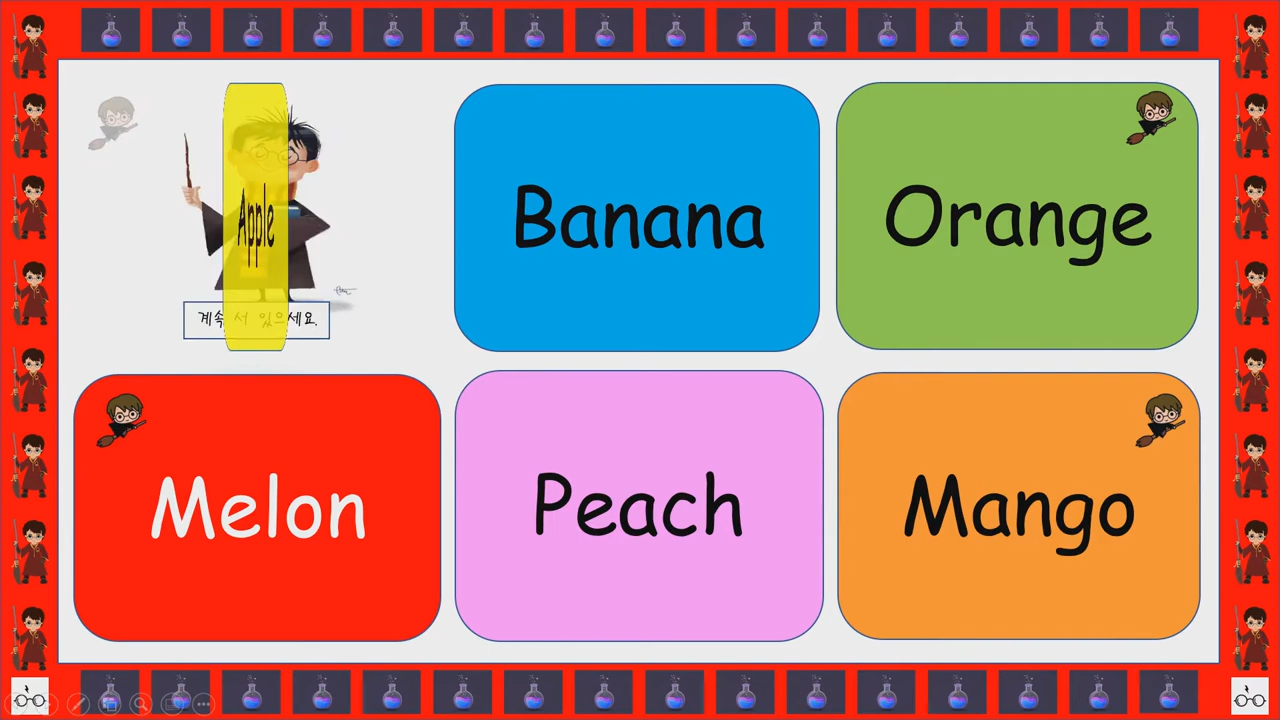 Apple
계속 서 있으세요.
Banana
Orange
Melon
Peach
Mango